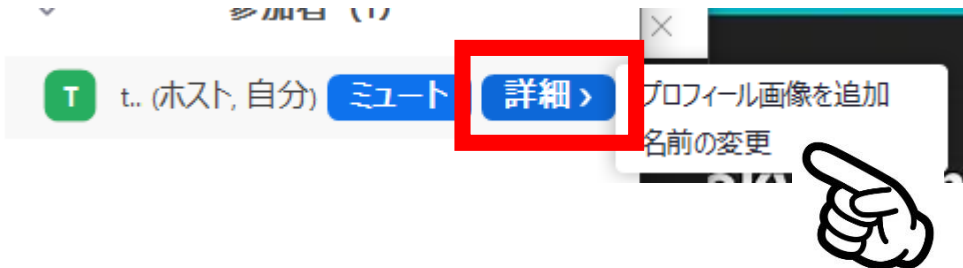 参加者 (1)
T t.. (ホスト, 自分) ミュート 詳細 ›
プロフィール画像を追加
名前の変更